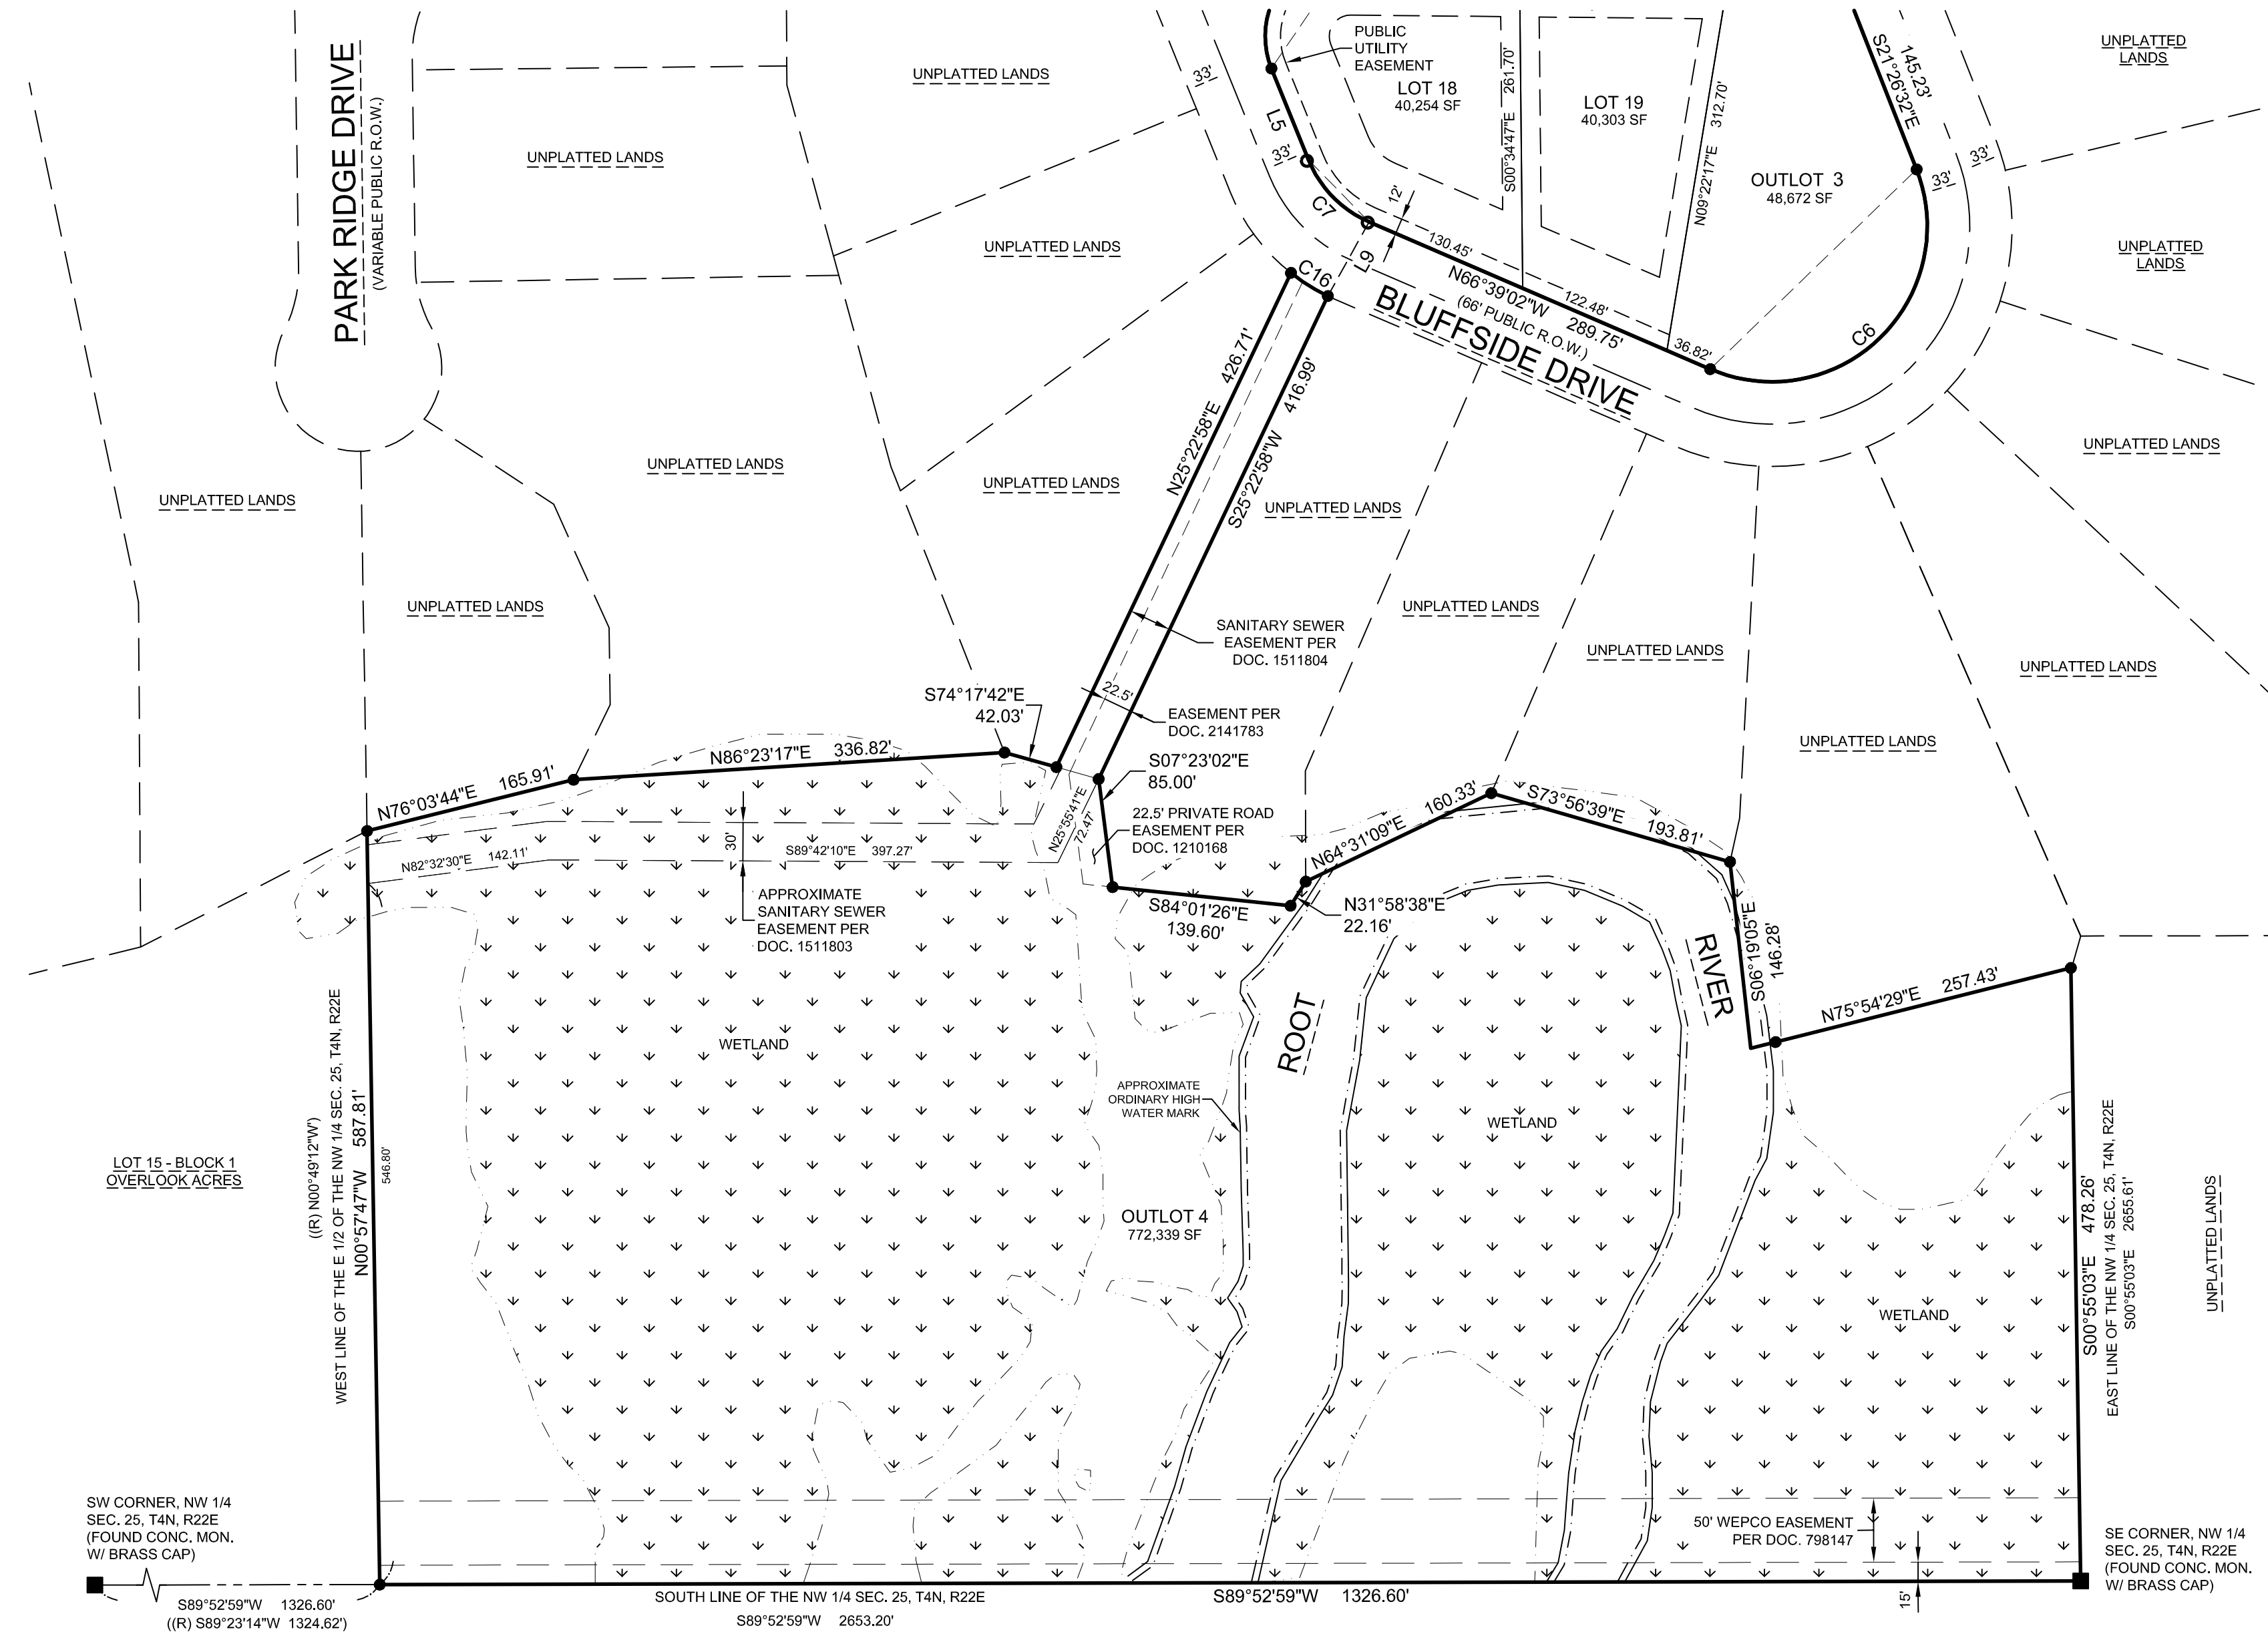 PARK RIDGE DRIVE
(VARIABLE PUBLIC R.O.W.)
UNPLATTED LANDS
UNPLATTED LANDS
UNPLATTED LANDS
UNPLATTED LANDS
UNPLATTED LANDS
UNPLATTED LANDS
UNPLATTED LANDS
33'
33'
L5
C7
PUBLIC
UTILITY
EASEMENT
LOT 18
40,254 SF
S00°34'47"E 261.70'
LOT 19
40,303 SF
N09°22'17"E 312.70'
OUTLOT 3
48,672 SF
S21°26'32"E
145.23'
33'
33'
UNPLATTED
LANDS
UNPLATTED
LANDS
UNPLATTED LANDS
12'
L9
C16
130.45'
N66°39'02"W 289.75'
122.48'
36.82'
(66' PUBLIC R.O.W.)
BLUFFSIDE DRIVE
C6
N25°22'58"E 426.71'
S25°22'58"W 416.99'
UNPLATTED LANDS
UNPLATTED LANDS
UNPLATTED LANDS
UNPLATTED LANDS
UNPLATTED LANDS
SANITARY SEWER
EASEMENT PER
DOC. 1511804
22.5'
EASEMENT PER
DOC. 2141783
S74°17'42"E
42.03'
S07°23'02"E
85.00'
22.5' PRIVATE ROAD
EASEMENT PER
DOC. 1210168
N25°55'41"E
72.47'
N76°03'44"E 165.91'
N86°23'17"E 336.82'
N82°32'30"E 142.11'
30'
S89°42'10"E 397.27'
APPROXIMATE
SANITARY SEWER
EASEMENT PER
DOC. 1511803
S84°01'26"E
139.60'
N31°58'38"E
22.16'
N64°31'09"E 160.33'
S73°56'39"E 193.81'
S06°19'05"E
146.28'
N75°54'29"E 257.43'
ROOT
RIVER
WETLAND
WETLAND
WETLAND
APPROXIMATE
ORDINARY HIGH
WATER MARK
OUTLOT 4
772,339 SF
LOT 15 - BLOCK 1
OVERLOOK ACRES
((R) N00°49'12"W)
WEST LINE OF THE E 1/2 OF THE NW 1/4 SEC. 25, T4N, R22E
N00°57'47"W 587.81'
546.80'
S00°55'03"E 478.26'
EAST LINE OF THE NW 1/4 SEC. 25, T4N, R22E
S00°55'03"E 2655.61'
UNPLATTED LANDS
50' WEPCO EASEMENT
PER DOC. 798147
15'
SW CORNER, NW 1/4
SEC. 25, T4N, R22E
(FOUND CONC. MON.
W/ BRASS CAP)
S89°52'59"W 1326.60'
((R) S89°23'14"W 1324.62')
SOUTH LINE OF THE NW 1/4 SEC. 25, T4N, R22E
S89°52'59"W 2653.20'
S89°52'59"W 1326.60'
SE CORNER, NW 1/4
SEC. 25, T4N, R22E
(FOUND CONC. MON.
W/ BRASS CAP)